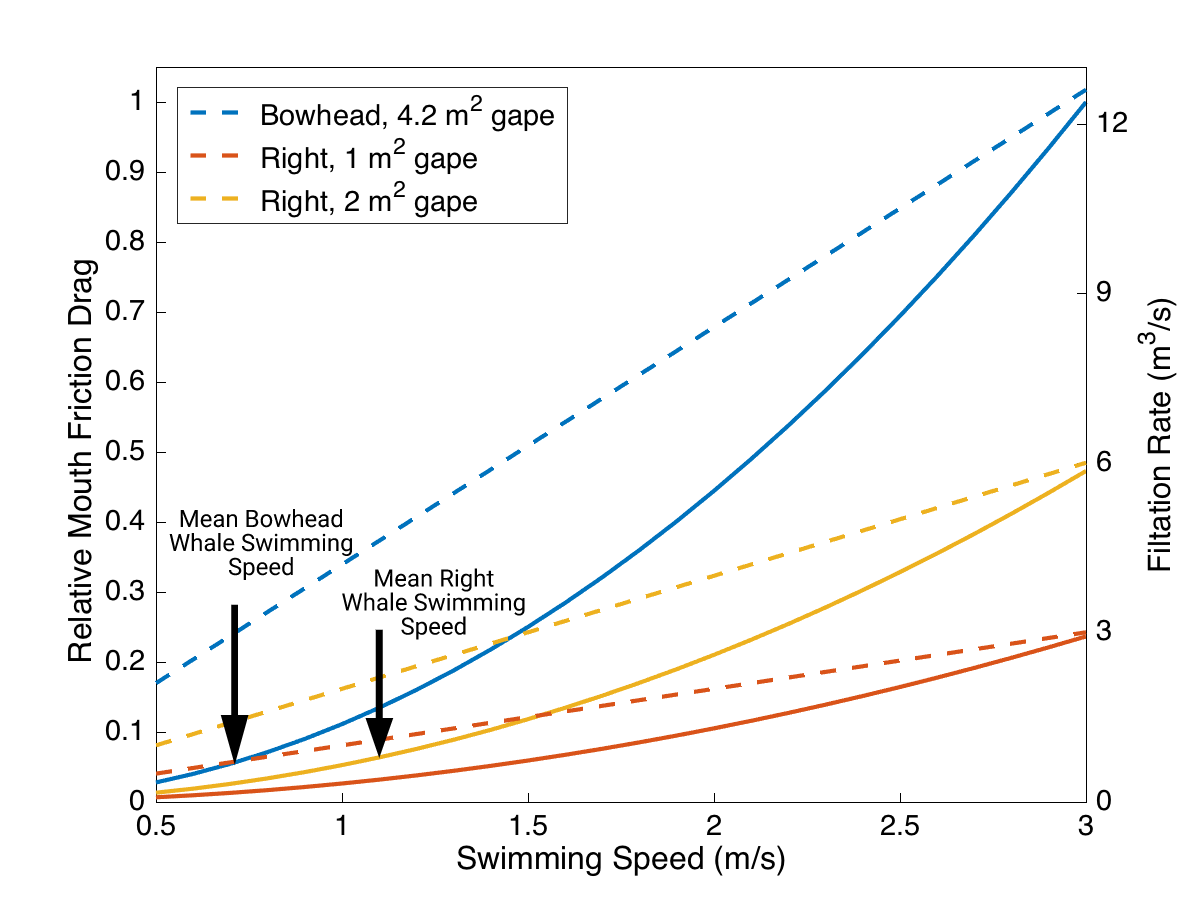 Bowhead, 4.2 m² gape
Right, 1 m² gape
Right, 2 m² gape
Relative Mouth Friction Drag
1
0.9
0.8
0.7
0.6
0.5
0.4
0.3
0.2
0.1
0
Mean Bowhead
Whale Swimming
Speed
Mean Right
Whale Swimming
Speed
12
9
6
3
0
Filtation Rate (m³/s)
0.5 1 1.5 2 2.5 3
Swimming Speed (m/s)